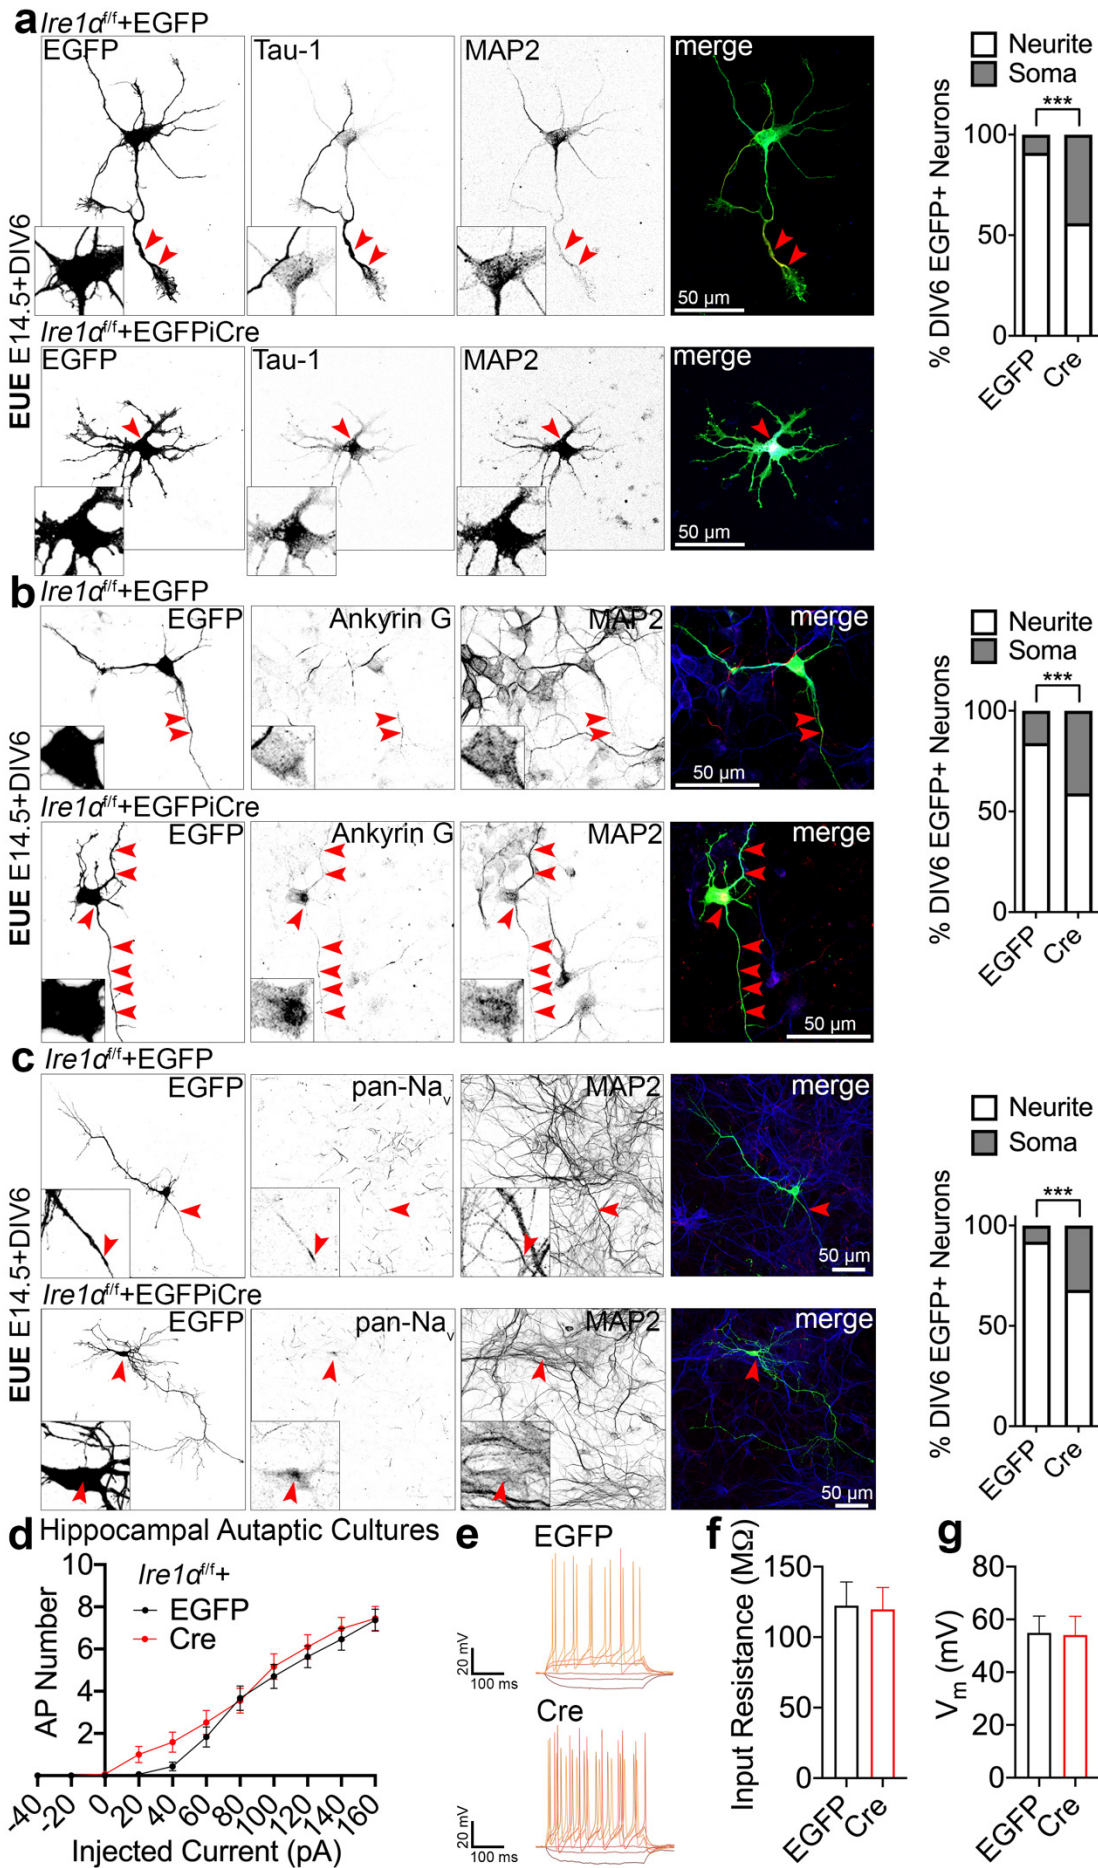 a Ire1α^f/f+EGFP
EGFP Tau-1 MAP2 merge
50 µm
Ire1α^f/f+EGFPiCre
EGFP Tau-1 MAP2 merge
50 µm
EUE E14.5+DIV6
Neurite
Soma
***
100
50
0
% DIV6 EGFP+ Neurons
EGFP Cre
b Ire1α^f/f+EGFP
EGFP Ankyrin G MAP2 merge
50 µm
Ire1α^f/f+EGFPiCre
EGFP Ankyrin G MAP2 merge
50 µm
EUE E14.5+DIV6
Neurite
Soma
***
100
50
0
% DIV6 EGFP+ Neurons
EGFP Cre
c Ire1α^f/f+EGFP
EGFP pan-Nav MAP2 merge
50 µm
Ire1α^f/f+EGFPiCre
EGFP pan-Nav MAP2 merge
50 µm
EUE E14.5+DIV6
Neurite
Soma
***
100
50
0
% DIV6 EGFP+ Neurons
EGFP Cre
d Hippocampal Autaptic Cultures
Ire1α^f/f+
EGFP
Cre
10
8
6
4
2
AP Number
-40 -20 0 20 40 60 80 100 120 140 160
Injected Current (pA)
e EGFP
20 mV
100 ms
Cre
20 mV
100 ms
f
Input Resistance (MΩ)
150
100
50
0
EGFP Cre
g
Vm (mV)
80
60
40
20
0
EGFP Cre